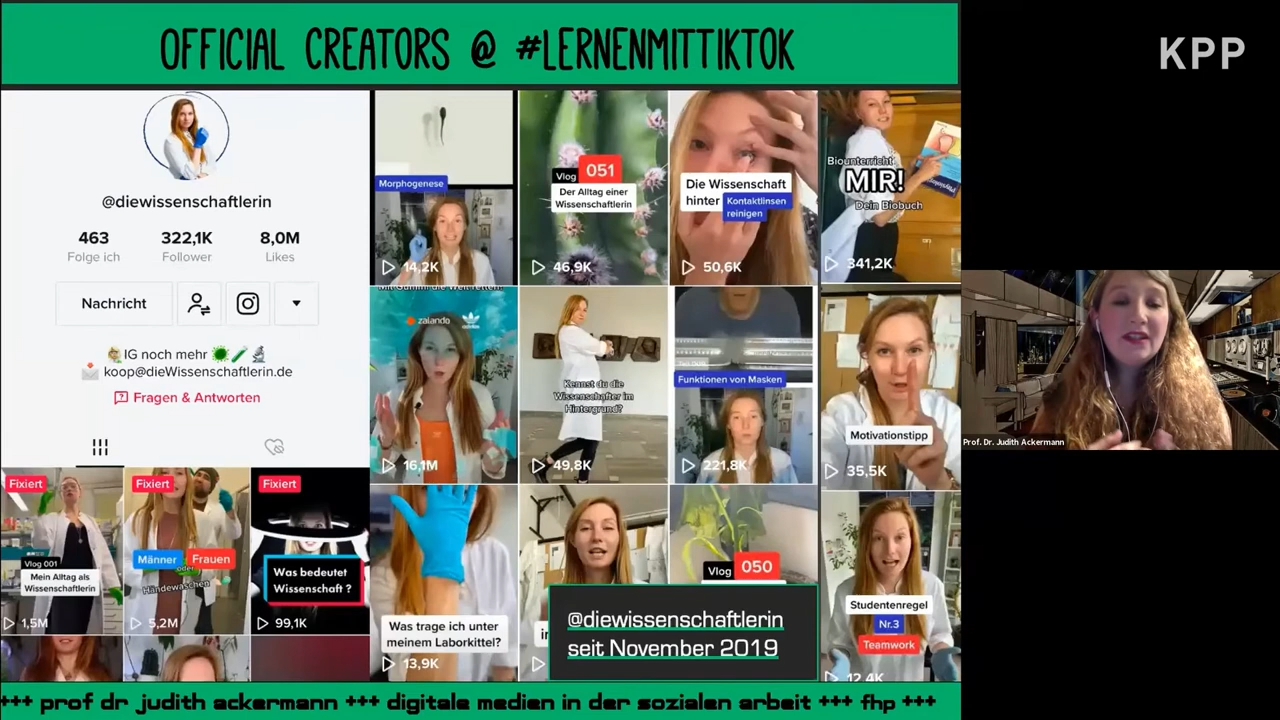 OFFICIAL CREATORS @ #LERNENMITTIKTOK
KPP
@diewissenschaftlerin
463
322,1K
8,0M
Folge ich
Follower
Likes
Nachricht
IG noch mehr
koop@dieWissenschaftlerin.de
Fragen & Antworten
Fixiert
Vlog 001
Mein Alltag als
Wissenschaftlerin
1,5M
Fixiert
Männer
Frauen
oder
Händewaschen
5,2M
Fixiert
Was bedeutet
Wissenschaft ?
99,1K
Morphogenese
14,2K
Vlog
051
Der Alltag einer
Wissenschaftlerin
46,9K
Die Wissenschaft
hinter
Kontaktlinsen
reinigen
50,6K
Biounterricht
MIR!
Dein Biobuch
341,2K
zalando
adidas
16,1M
Kennst du die
Wissenschafter im
Hintergrund?
49,8K
Funktionen von Masken
221,8K
Motivationstipp
35,5K
Was trage ich unter
meinem Laborkittel?
13,9K
Vlog
050
Studentenregel
Nr.3
Teamwork
12,4K
@diewissenschaftlerin
seit November 2019
Prof. Dr. Judith Ackermann
+++ prof dr judith ackermann +++ digitale medien in der sozialen arbeit +++ fhp +++